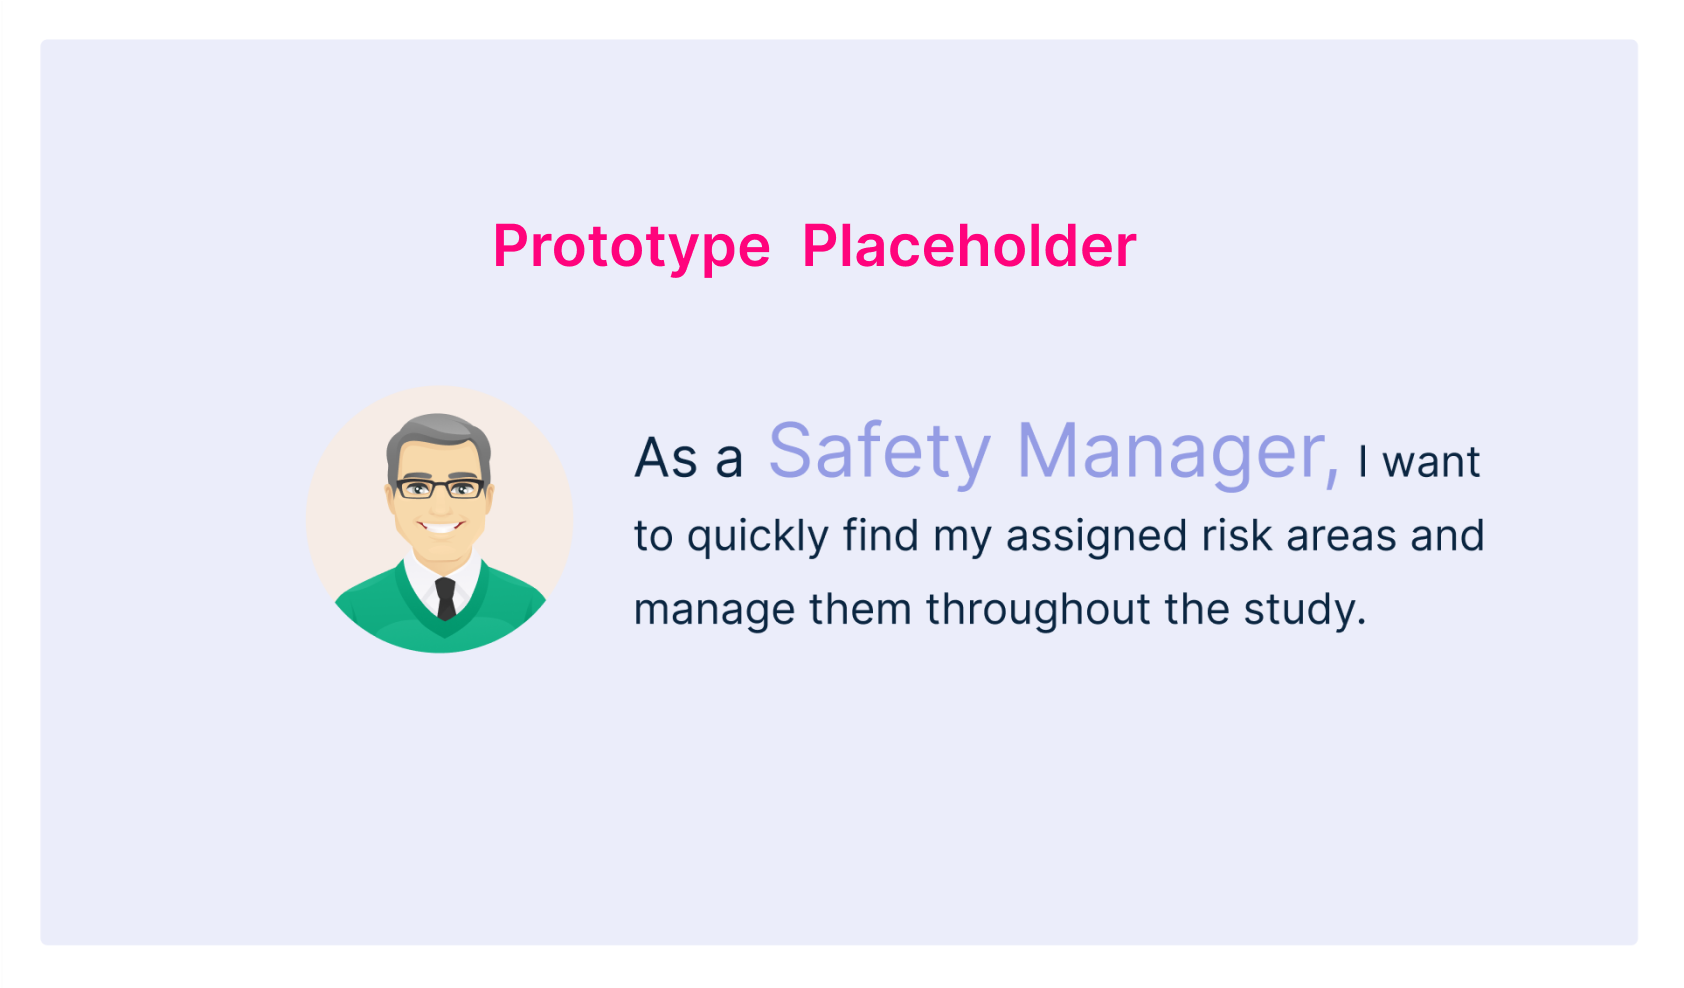 Prototype Placeholder
As a Safety Manager, I want
to quickly find my assigned risk areas and
manage them throughout the study.